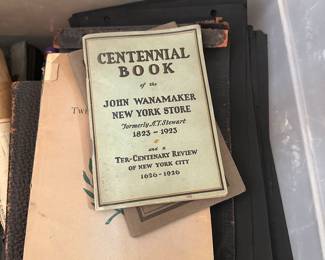 CENTENNIAL
BOOK
of the
JOHN WANAMAKER
NEW YORK STORE
Formerly A.T. Stewart
1823-1923
and a
TER-CENTENARY REVIEW
OF NEW YORK CITY
1626-1926